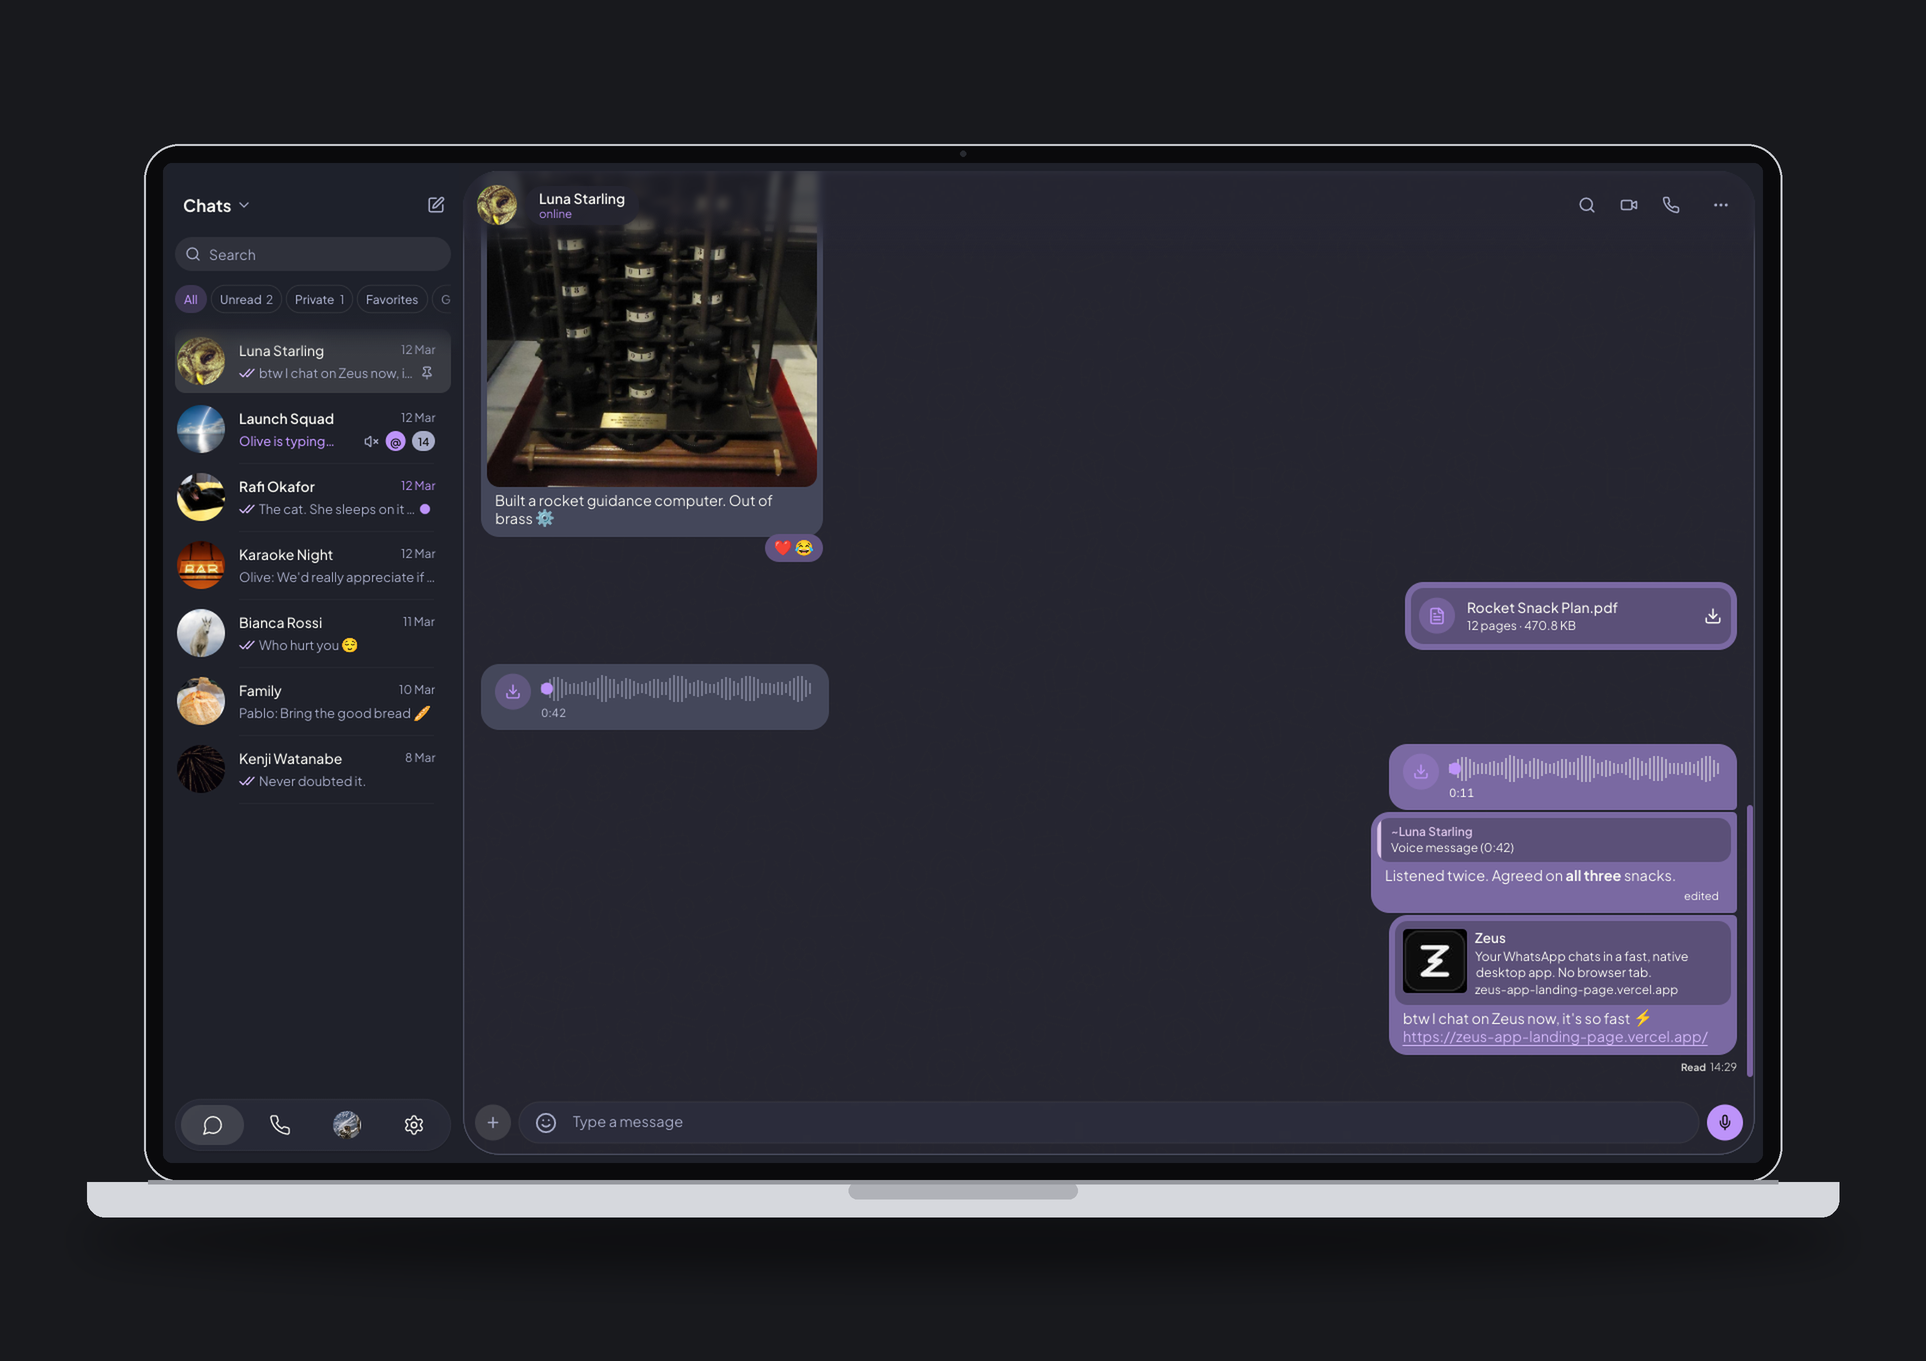 Chats
Search
All
Unread 2
Private 1
Favorites
G
Luna Starling
12 Mar
btw I chat on Zeus now, i...
Launch Squad
12 Mar
Olive is typing...
@
14
Rafi Okafor
12 Mar
The cat. She sleeps on it ...
Karaoke Night
12 Mar
Olive: We'd really appreciate if ...
BAR
Bianca Rossi
11 Mar
Who hurt you 😌
Family
10 Mar
Pablo: Bring the good bread 🥖
Kenji Watanabe
8 Mar
Never doubted it.
Luna Starling
online
Built a rocket guidance computer. Out of
brass ⚙️
❤️ 😂
Rocket Snack Plan.pdf
12 pages · 470.8 KB
0:42
0:11
~Luna Starling
Voice message (0:42)
Listened twice. Agreed on all three snacks.
edited
Zeus
Your WhatsApp chats in a fast, native
desktop app. No browser tab.
zeus-app-landing-page.vercel.app
btw I chat on Zeus now, it's so fast ⚡
https://zeus-app-landing-page.vercel.app/
Read 14:29
Type a message